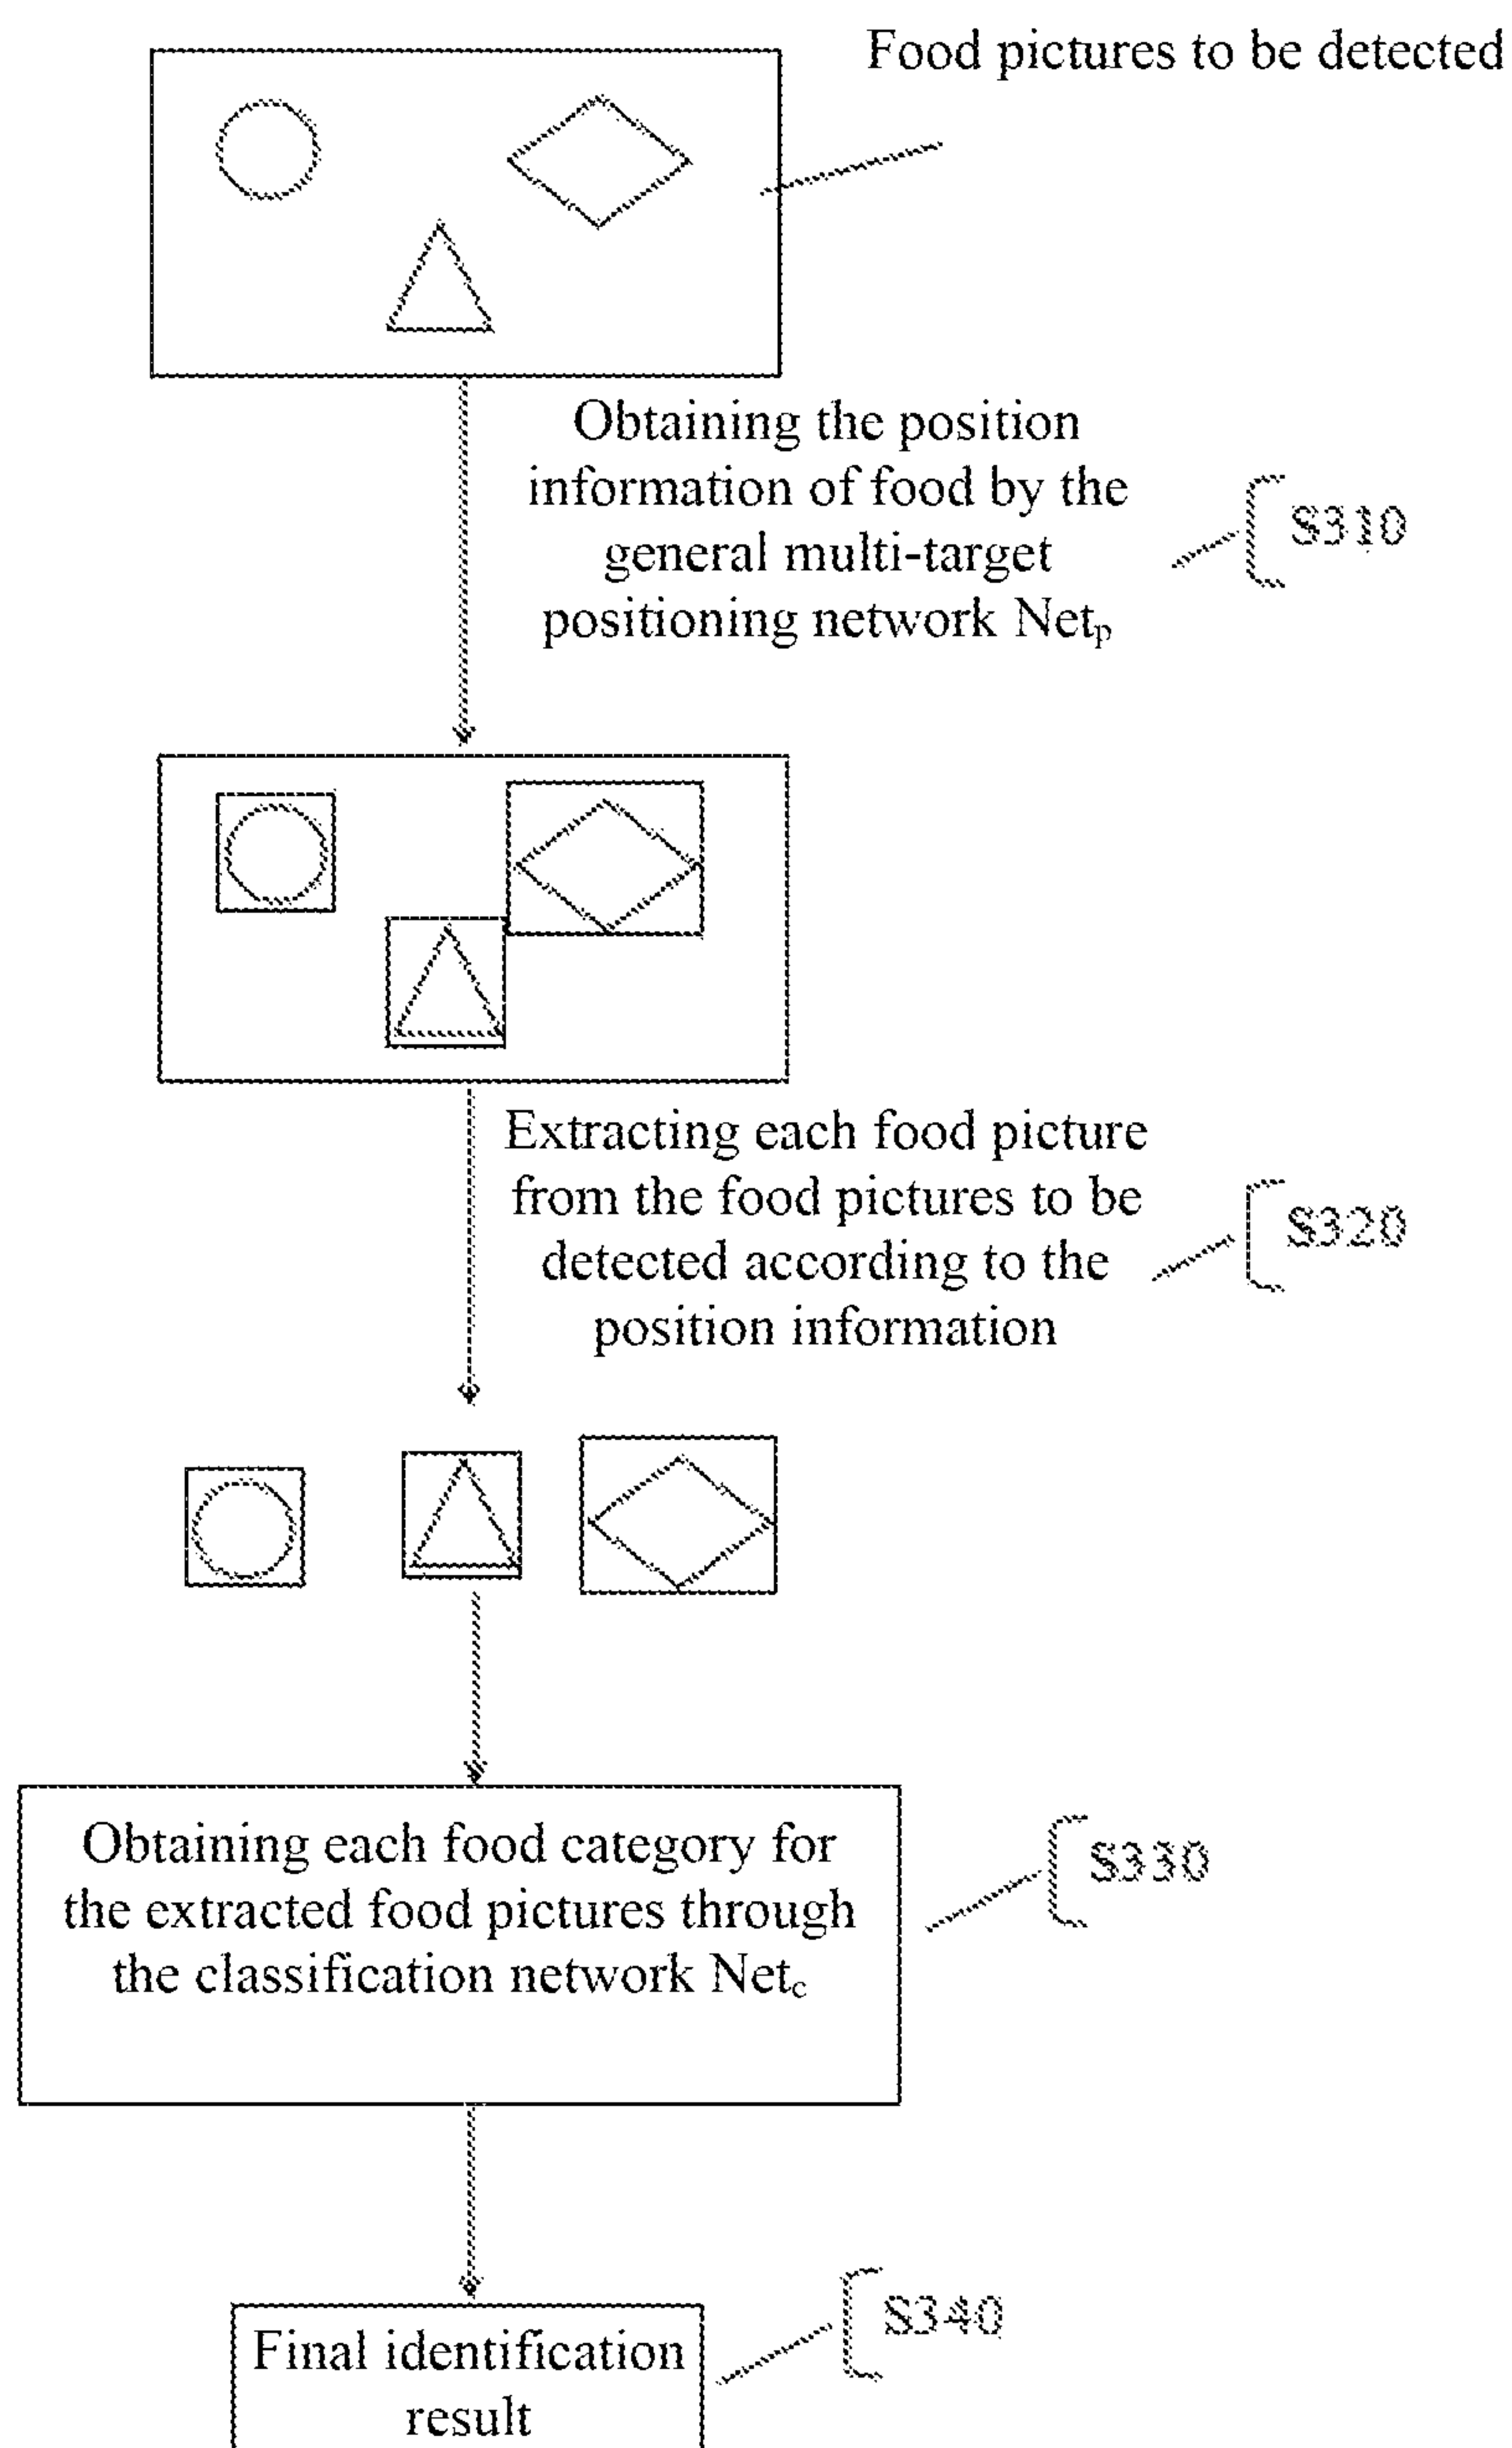 Food pictures to be detected
Obtaining the position
information of food by the
general multi-target
positioning network Netp
S310
Extracting each food picture
from the food pictures to be
detected according to the
position information
S320
Obtaining each food category for
the extracted food pictures through
the classification network Netc
S330
Final identification
result
S340